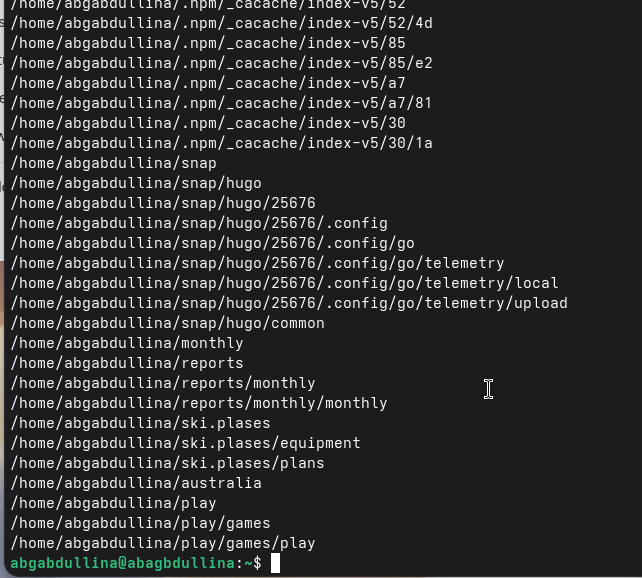 /home/abgabdullina/.npm/_cacache/index-v5/52
/home/abgabdullina/.npm/_cacache/index-v5/52/4d
/home/abgabdullina/.npm/_cacache/index-v5/85
/home/abgabdullina/.npm/_cacache/index-v5/85/e2
/home/abgabdullina/.npm/_cacache/index-v5/a7
/home/abgabdullina/.npm/_cacache/index-v5/a7/81
/home/abgabdullina/.npm/_cacache/index-v5/30
/home/abgabdullina/.npm/_cacache/index-v5/30/1a
/home/abgabdullina/snap
/home/abgabdullina/snap/hugo
/home/abgabdullina/snap/hugo/25676
/home/abgabdullina/snap/hugo/25676/.config
/home/abgabdullina/snap/hugo/25676/.config/go
/home/abgabdullina/snap/hugo/25676/.config/go/telemetry
/home/abgabdullina/snap/hugo/25676/.config/go/telemetry/local
/home/abgabdullina/snap/hugo/25676/.config/go/telemetry/upload
/home/abgabdullina/snap/hugo/common
/home/abgabdullina/monthly
/home/abgabdullina/reports
/home/abgabdullina/reports/monthly
/home/abgabdullina/reports/monthly/monthly
/home/abgabdullina/ski.plases
/home/abgabdullina/ski.plases/equipment
/home/abgabdullina/ski.plases/plans
/home/abgabdullina/australia
/home/abgabdullina/play
/home/abgabdullina/play/games
/home/abgabdullina/play/games/play
abgabdullina@abagbdullina:~$